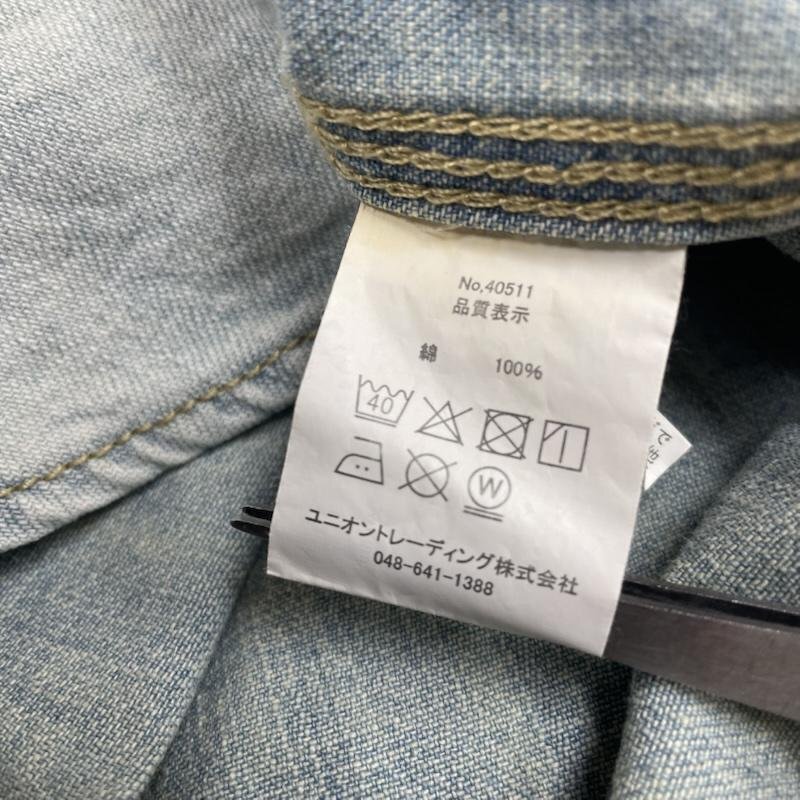 No,40511
品質表示
綿 100%
40
W
ユニオントレーディング株式会社
048-641-1388